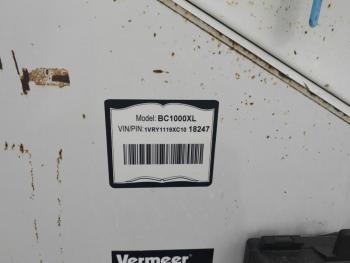 Model: BC1000XL
VIN/PIN: 1VRY1119XC10 18247
Vermeer